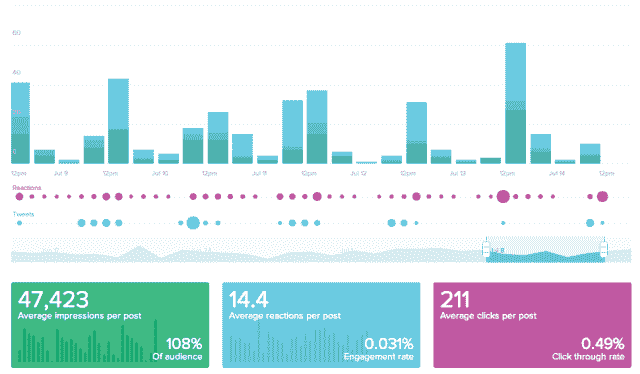 60
40
0
12pm Jul 9 12pm Jul 10 12pm Jul 11 12pm Jul 12 12pm Jul 13 12pm Jul 14 12pm
Reactions
Tweets
Jul 8
47,423
Average impressions per post
108%
Of audience
14.4
Average reactions per post
0.031%
Engagement rate
211
Average clicks per post
0.49%
Click through rate